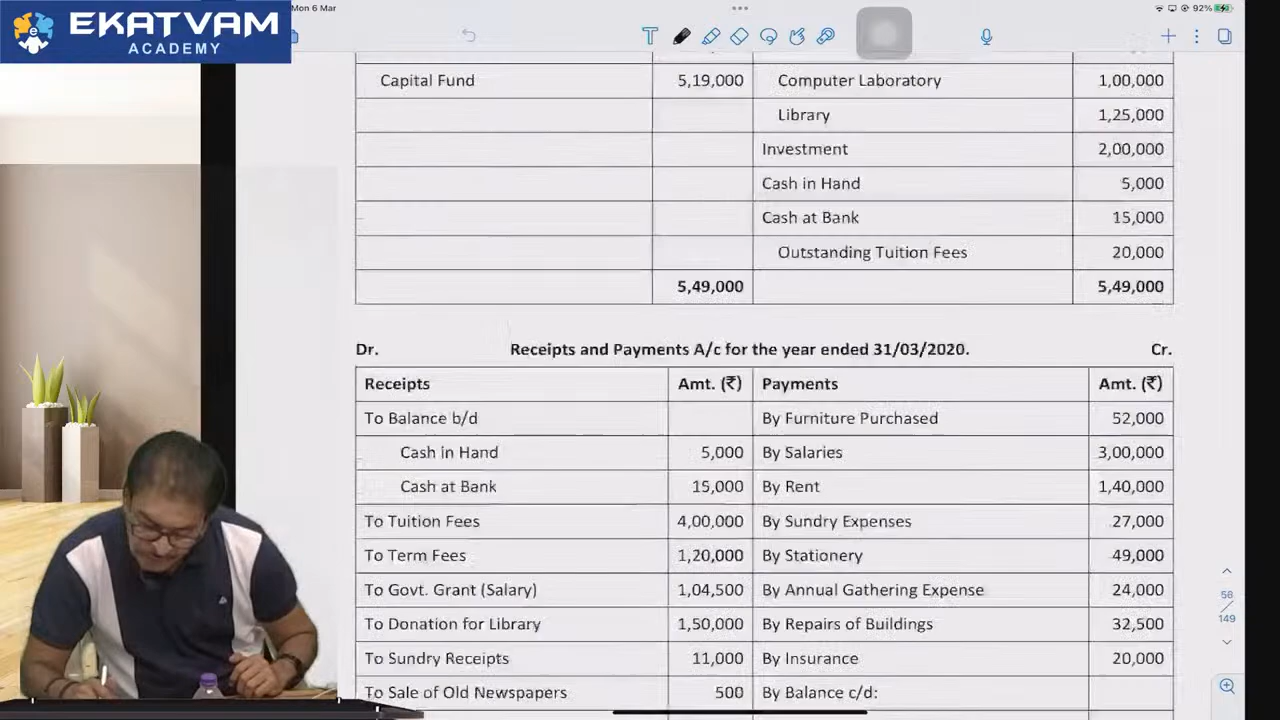 EKATVAM
ACADEMY
Mon 6 Mar
92%
Capital Fund 5,19,000 Computer Laboratory 1,00,000
Library 1,25,000
Investment 2,00,000
Cash in Hand 5,000
Cash at Bank 15,000
Outstanding Tuition Fees 20,000
5,49,000 5,49,000
Dr. Receipts and Payments A/c for the year ended 31/03/2020. Cr.
Receipts Amt. (₹) Payments Amt. (₹)
To Balance b/d By Furniture Purchased 52,000
Cash in Hand 5,000 By Salaries 3,00,000
Cash at Bank 15,000 By Rent 1,40,000
To Tuition Fees 4,00,000 By Sundry Expenses 27,000
To Term Fees 1,20,000 By Stationery 49,000
To Govt. Grant (Salary) 1,04,500 By Annual Gathering Expense 24,000
To Donation for Library 1,50,000 By Repairs of Buildings 32,500
To Sundry Receipts 11,000 By Insurance 20,000
To Sale of Old Newspapers 500 By Balance c/d:
56
149